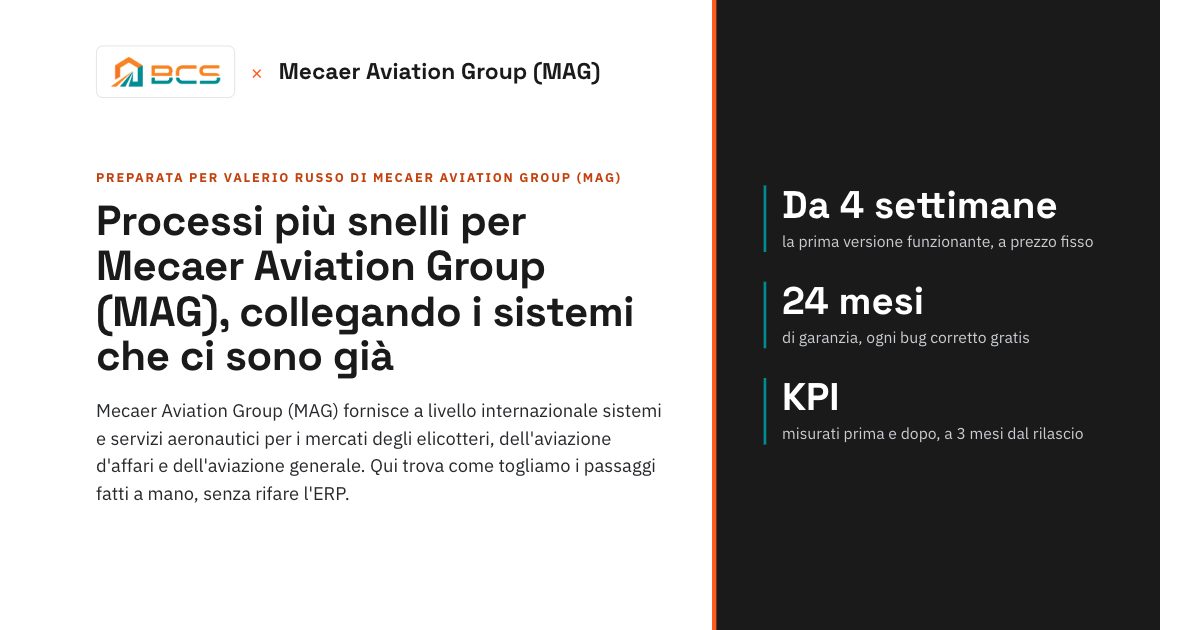 BCS × Mecaer Aviation Group (MAG)
PREPARATA PER VALERIO RUSSO DI MECAER AVIATION GROUP (MAG)
Processi più snelli per
Mecaer Aviation Group
(MAG), collegando i sistemi
che ci sono già
Mecaer Aviation Group (MAG) fornisce a livello internazionale sistemi
e servizi aeronautici per i mercati degli elicotteri, dell'aviazione
d'affari e dell'aviazione generale. Qui trova come togliamo i passaggi
fatti a mano, senza rifare l'ERP.
Da 4 settimane
la prima versione funzionante, a prezzo fisso
24 mesi
di garanzia, ogni bug corretto gratis
KPI
misurati prima e dopo, a 3 mesi dal rilascio